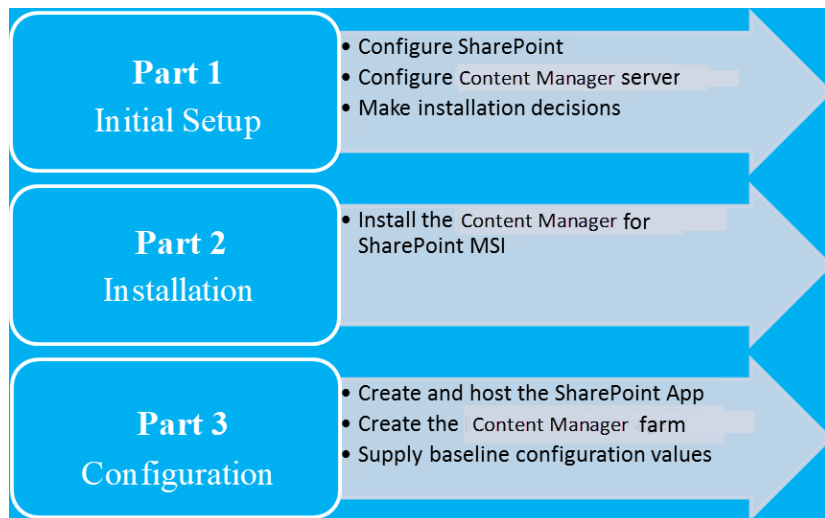 Part 1
Initial Setup
• Configure SharePoint
• Configure Content Manager server
• Make installation decisions
Part 2
Installation
• Install the Content Manager for
SharePoint MSI
Part 3
Configuration
• Create and host the SharePoint App
• Create the Content Manager farm
• Supply baseline configuration values